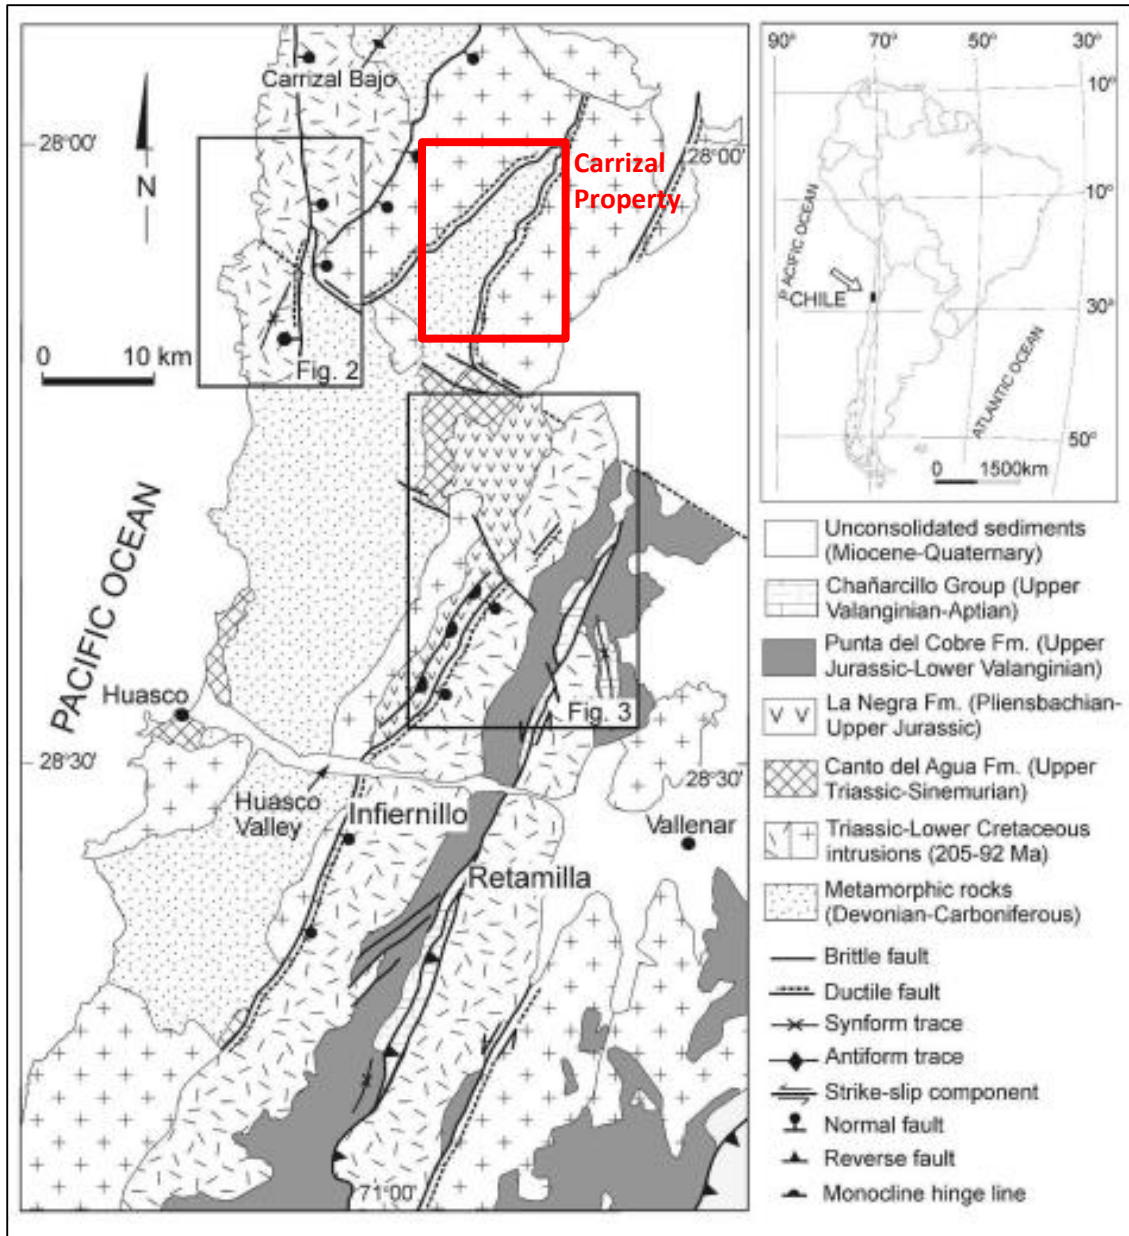 Carrizal Bajo
28°00'
N
Carrizal
Property
28°00'
0 10 km
Fig. 2
PACIFIC OCEAN
Huasco
Fig. 3
28°30'
28°30'
Huasco
Valley
Infiernillo
Vallenar
Retamilla
71°00'
90° 70° 30°
10°
10°
PACIFIC OCEAN
CHILE
30°
ATLANTIC OCEAN
50°
0 1500km
Unconsolidated sediments
(Miocene-Quaternary)
Chañarcillo Group (Upper
Valanginian-Aptian)
Punta del Cobre Fm. (Upper
Jurassic-Lower Valanginian)
La Negra Fm. (Pliensbachian-
Upper Jurassic)
Canto del Agua Fm. (Upper
Triassic-Sinemurian)
Triassic-Lower Cretaceous
intrusions (205-92 Ma)
Metamorphic rocks
(Devonian-Carboniferous)
Brittle fault
Ductile fault
Synform trace
Antiform trace
Strike-slip component
Normal fault
Reverse fault
Monocline hinge line